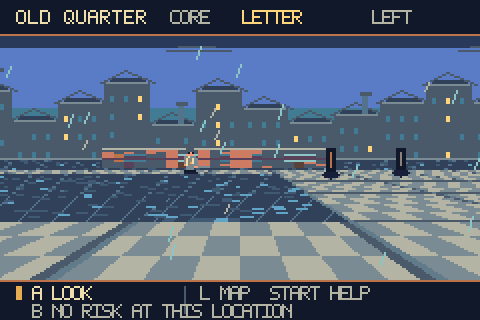 OLD QUARTER CORE LETTER LEFT
A LOOK L MAP START HELP
B NO RISK AT THIS LOCATION